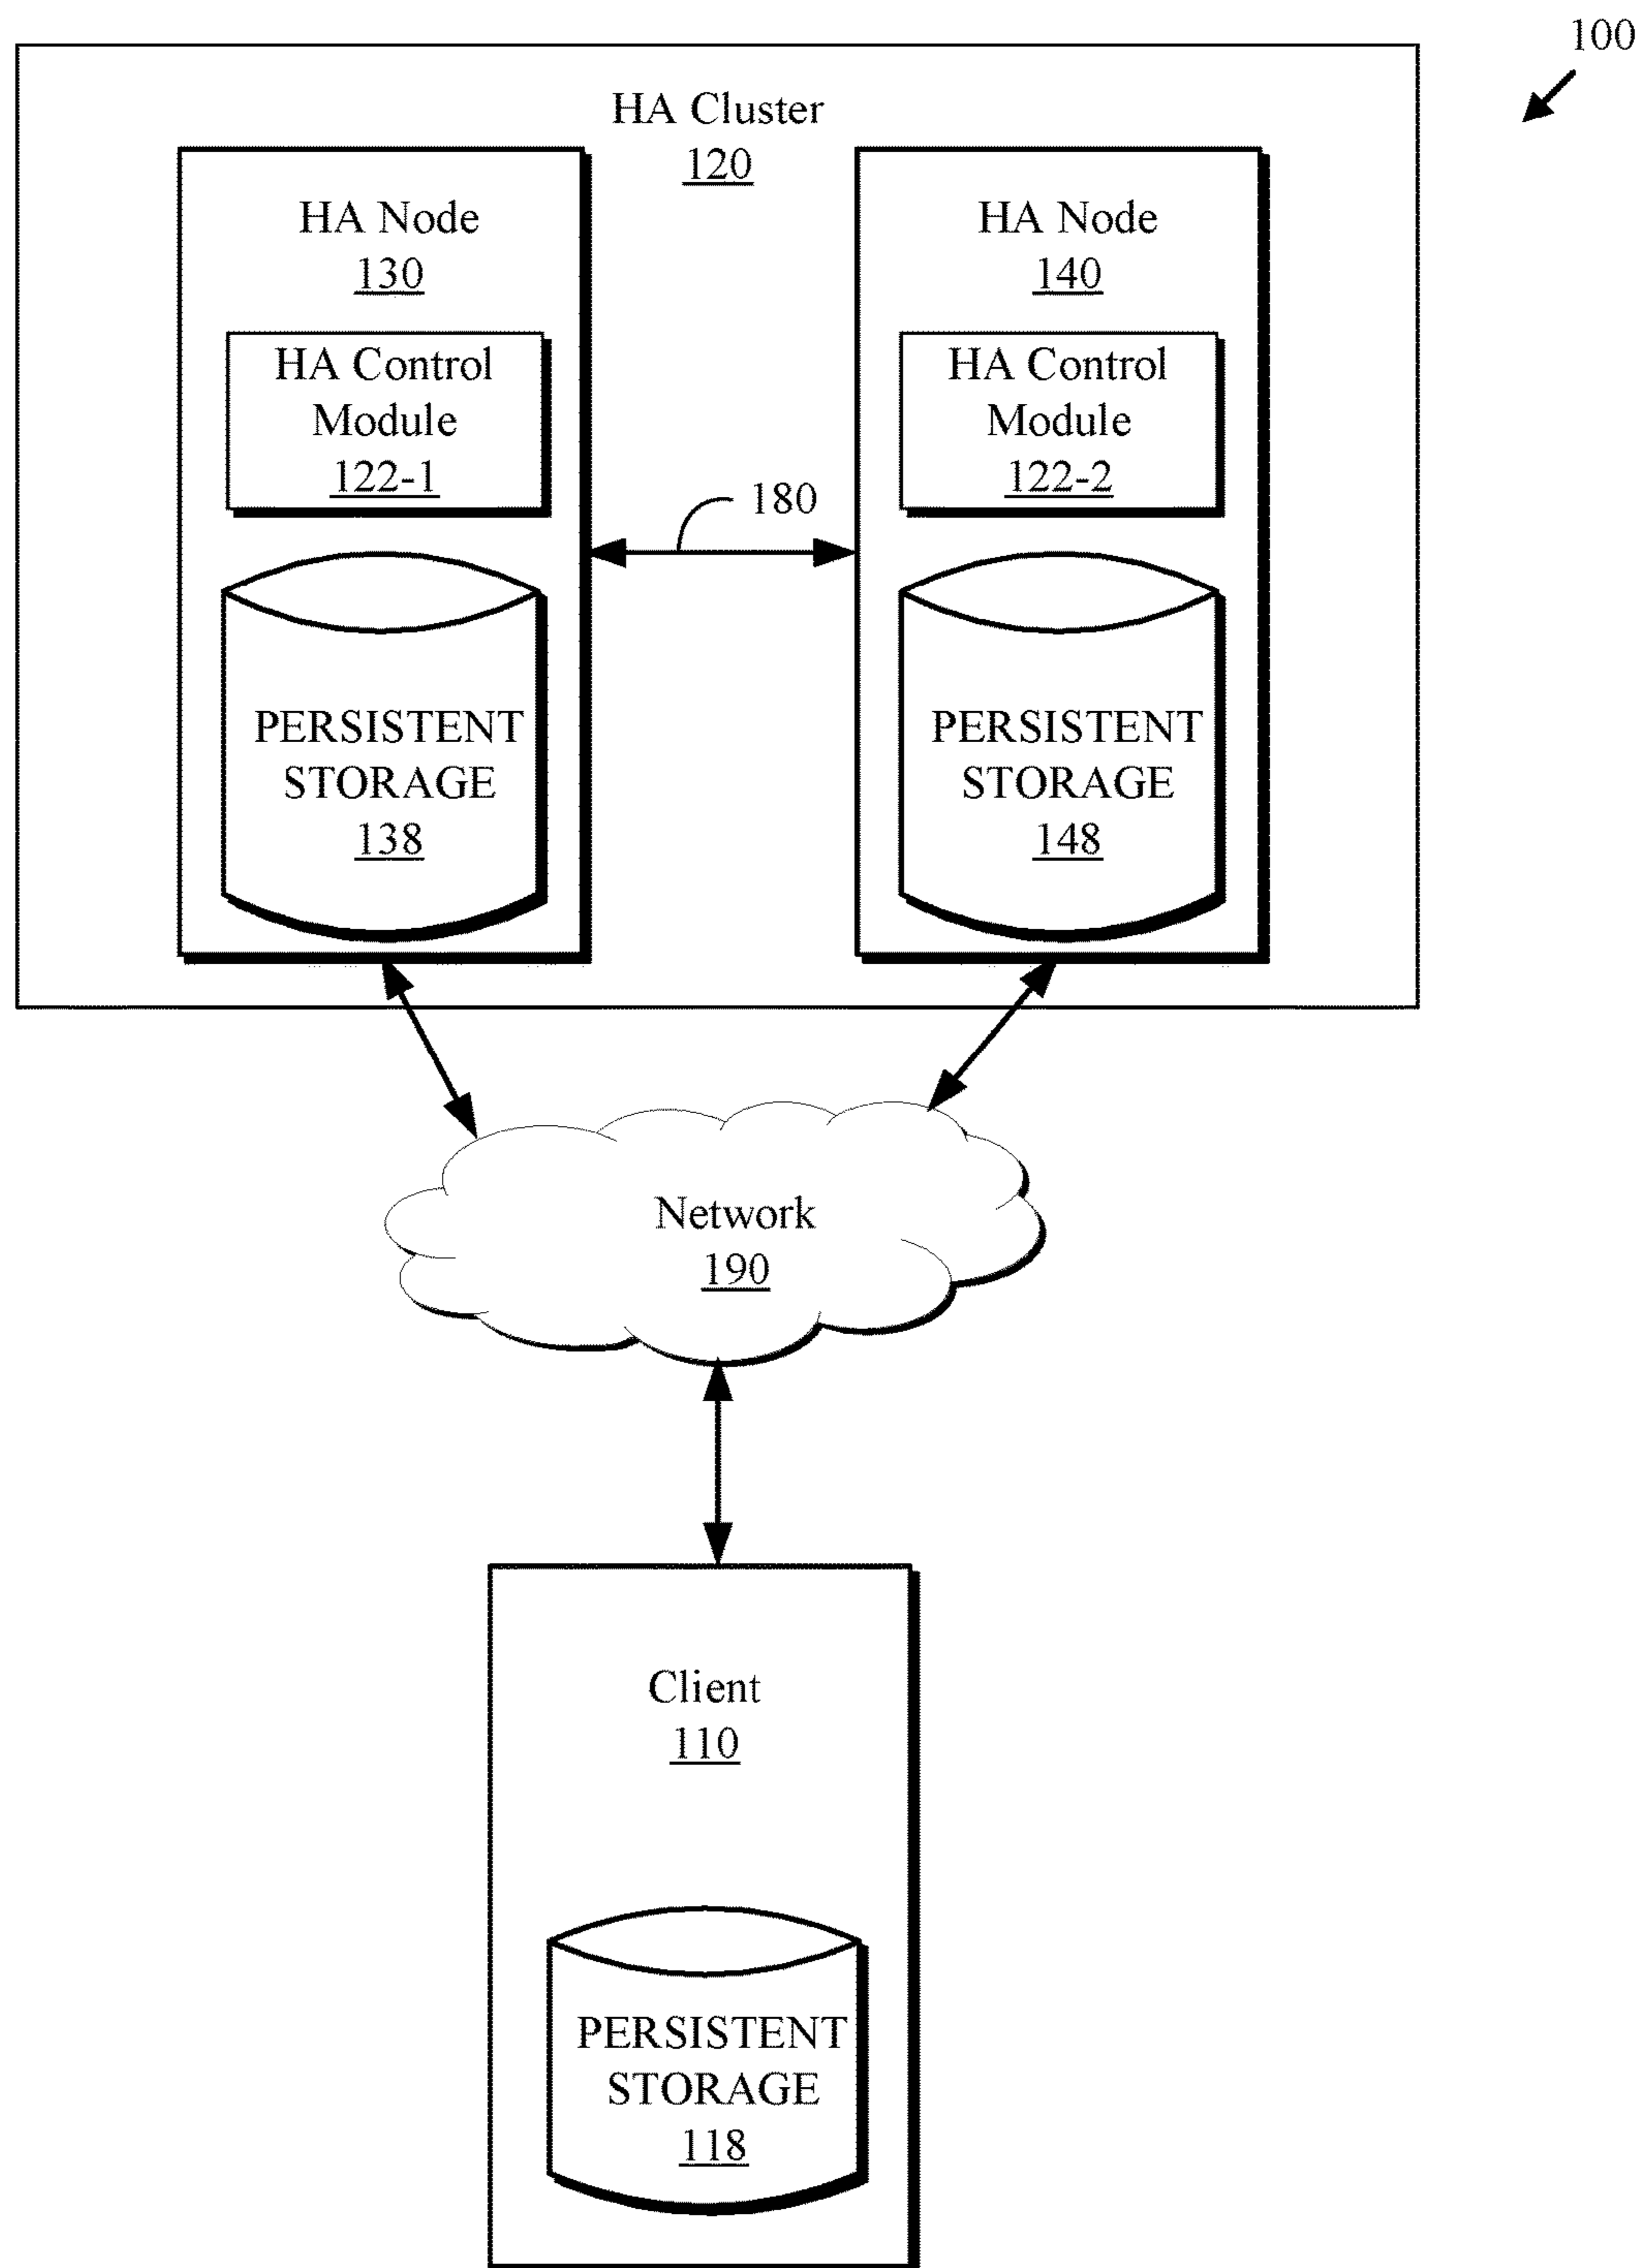 100
HA Cluster
120
HA Node
130
HA Control
Module
122-1
PERSISTENT
STORAGE
138
180
HA Node
140
HA Control
Module
122-2
PERSISTENT
STORAGE
148
Network
190
Client
110
PERSISTENT
STORAGE
118